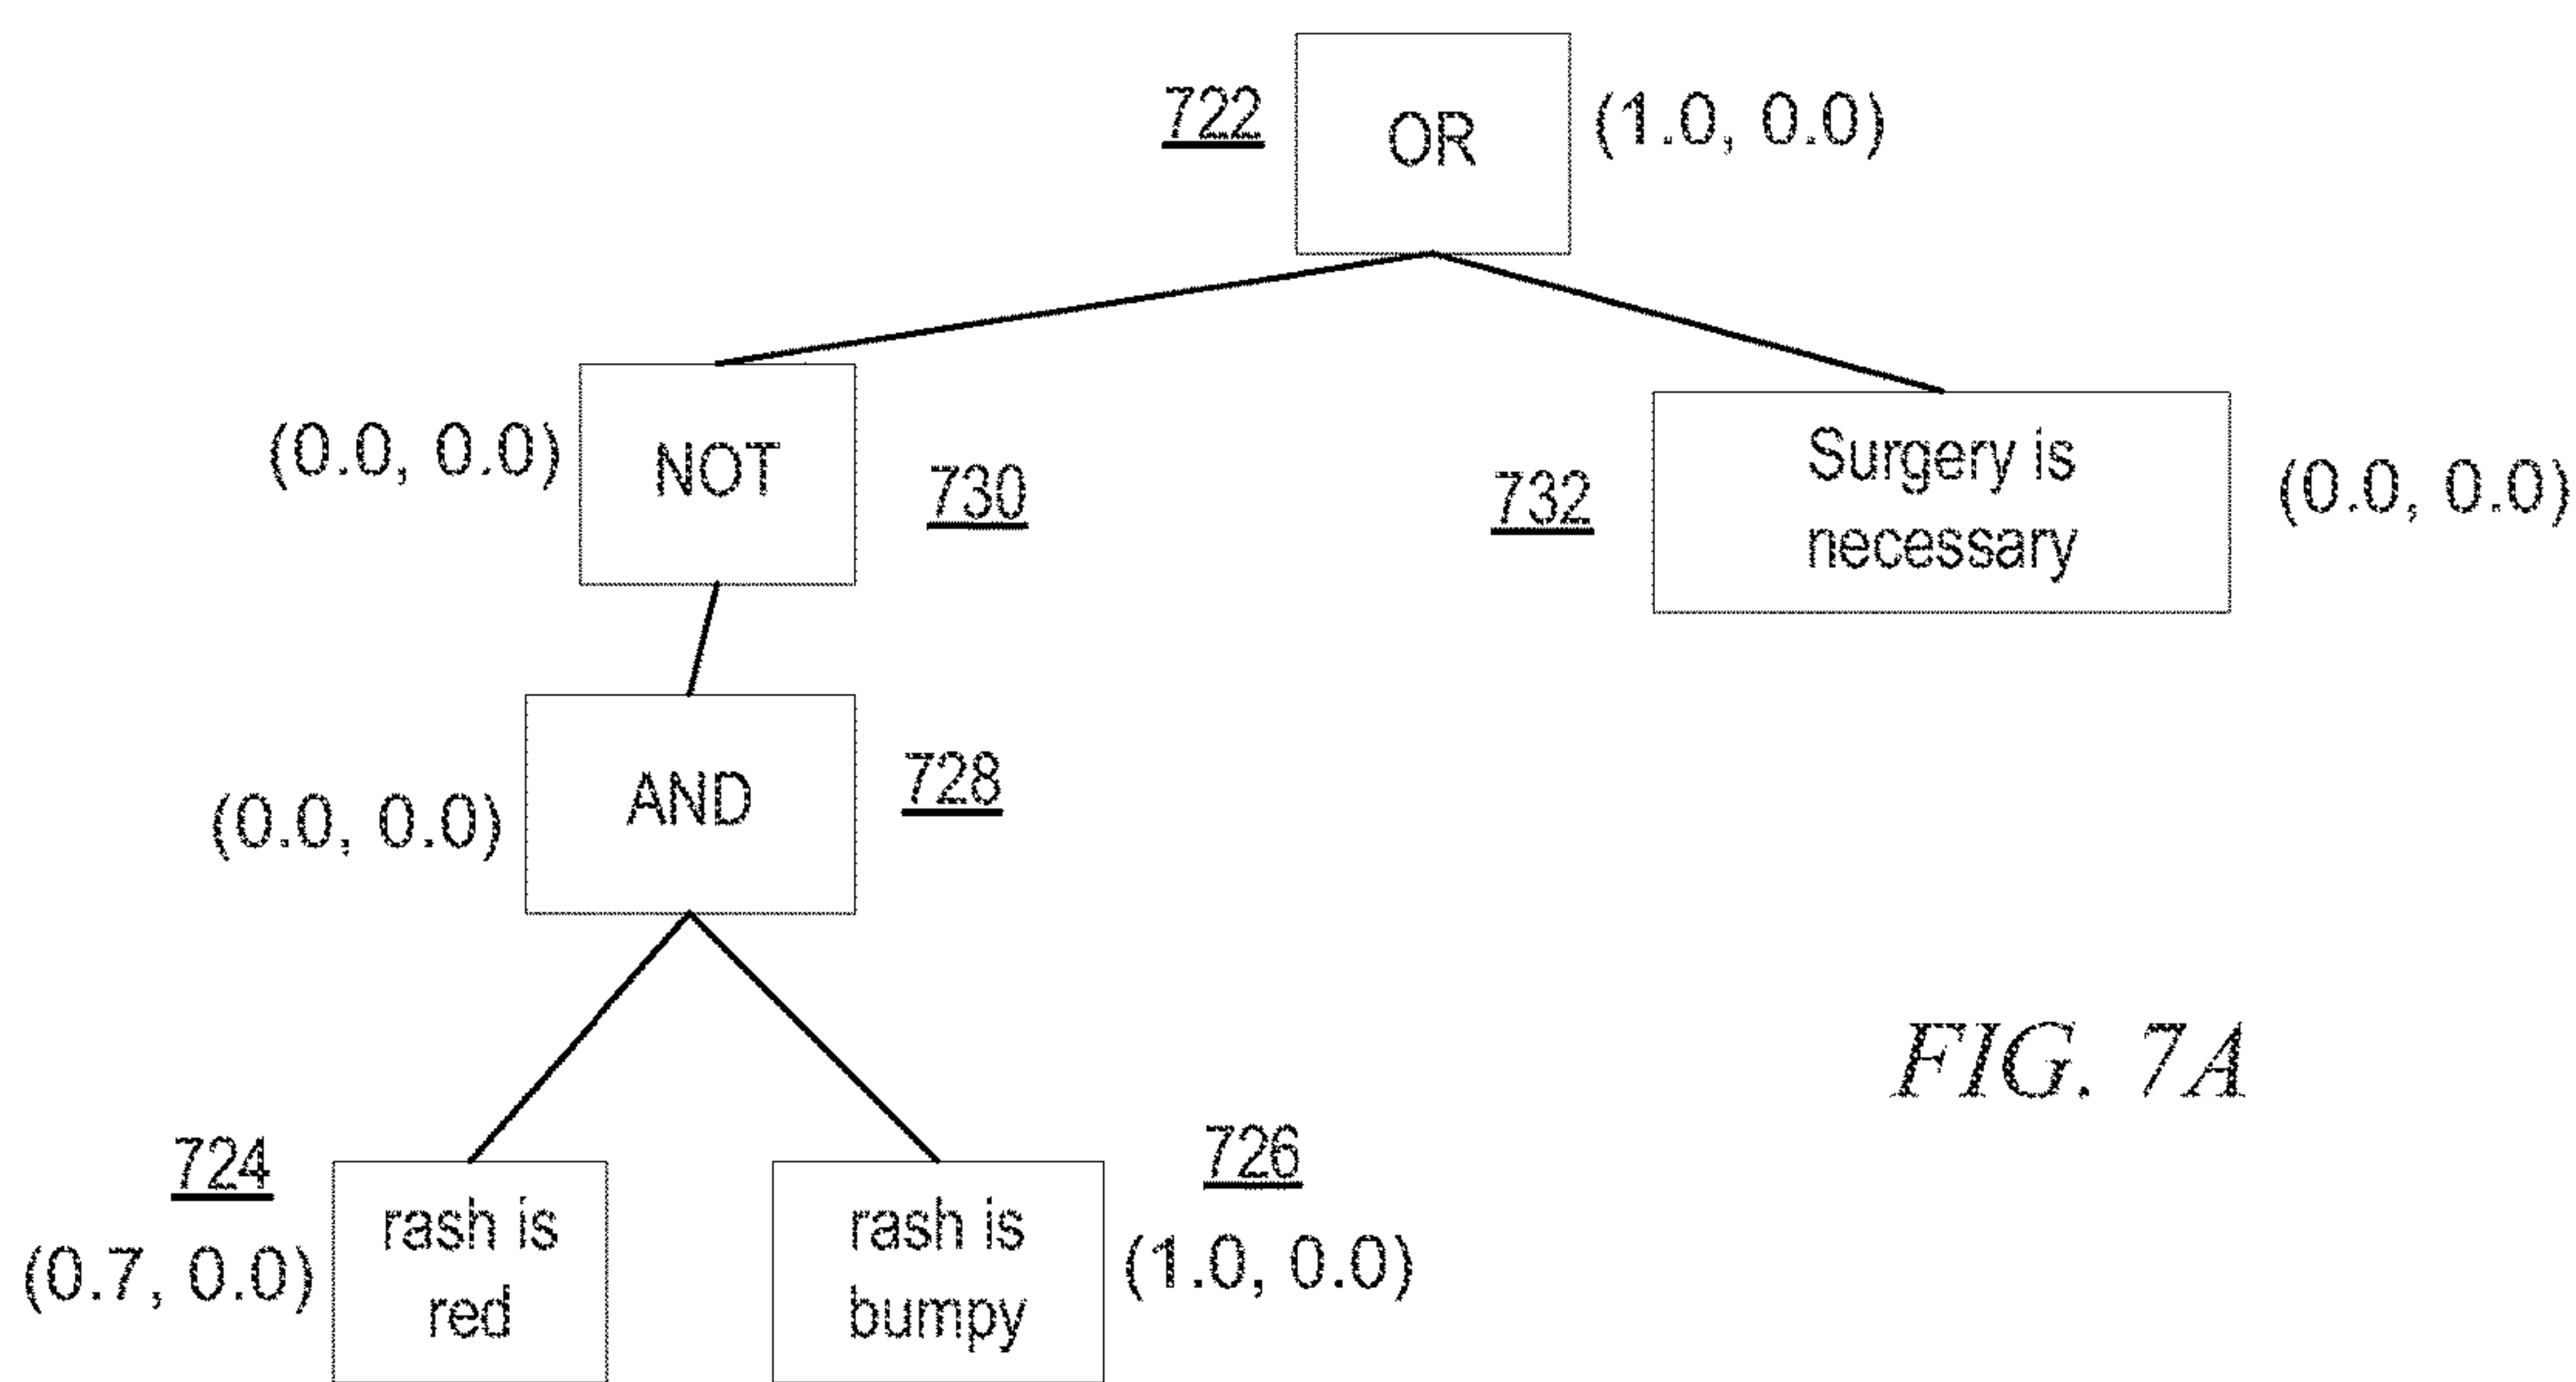 722
OR
(1.0, 0.0)
(0.0, 0.0)
NOT
730
732
Surgery is
necessary
(0.0, 0.0)
(0.0, 0.0)
AND
728
FIG. 7A
724
(0.7, 0.0)
rash is
red
rash is
bumpy
726
(1.0, 0.0)